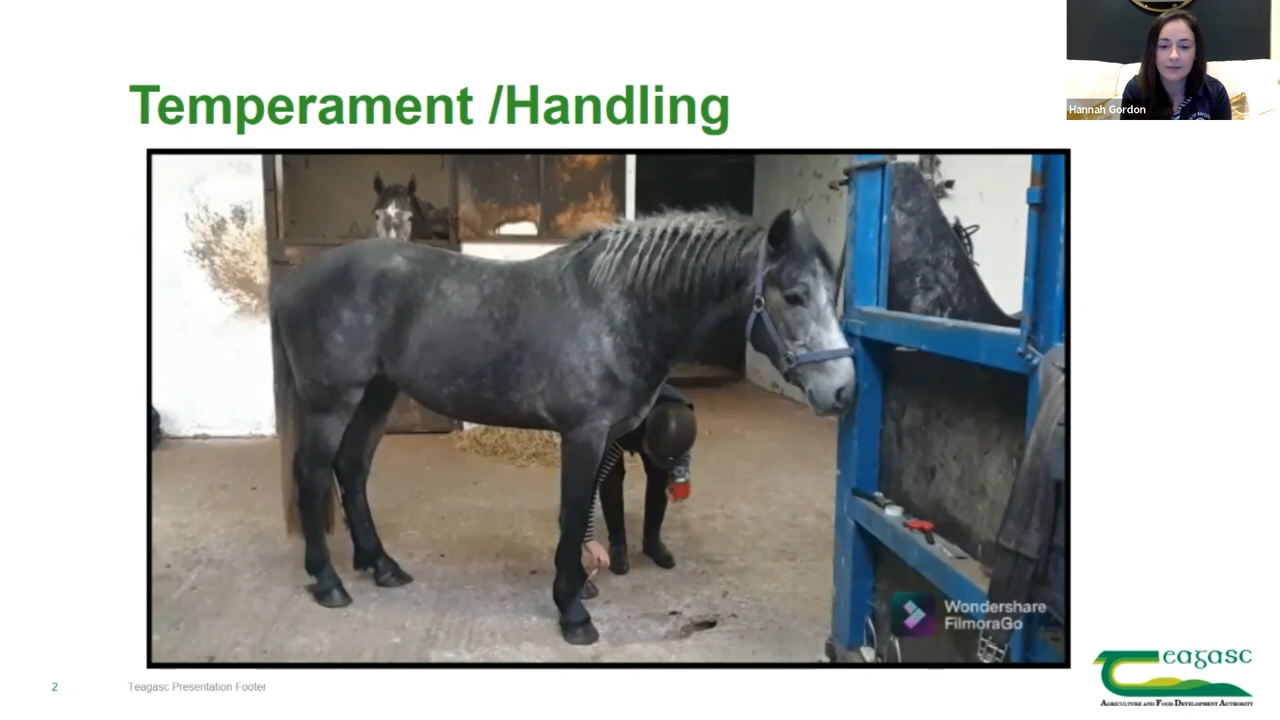 Temperament /Handling
Hannah Gordon
Wondershare
FilmoraGo
2
Teagasc Presentation Footer
Teagasc
AGRICULTURE AND FOOD DEVELOPMENT AUTHORITY